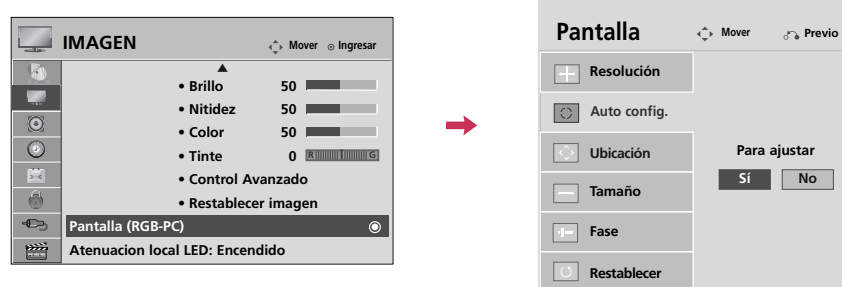 IMAGEN
Mover
Ingresar
• Brillo 50
• Nitidez 50
• Color 50
• Tinte 0 R G
• Control Avanzado
• Restablecer imagen
Pantalla (RGB-PC)
Atenuacion local LED: Encendido
Pantalla
Mover
Previo
Resolución
Auto config.
Ubicación
Tamaño
Fase
Restablecer
Para ajustar
Sí No